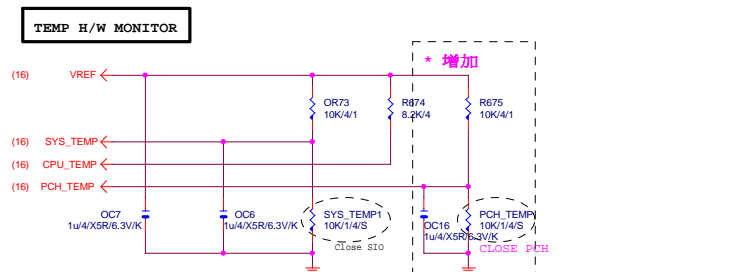 TEMP H/W MONITOR
* 增加
(16) VREF
OR73
10K/4/1
R674
8.2K/4
R675
10K/4/1
(16) SYS_TEMP
(16) CPU_TEMP
(16) PCH_TEMP
OC7
1u/4/X5R/6.3V/K
OC6
1u/4/X5R/6.3V/K
SYS_TEMP1
10K/1/4/S
Close SIO
OC16
1u/4/X5R/6.3V/K
PCH_TEMP
10K/1/4/S
CLOSE PCH